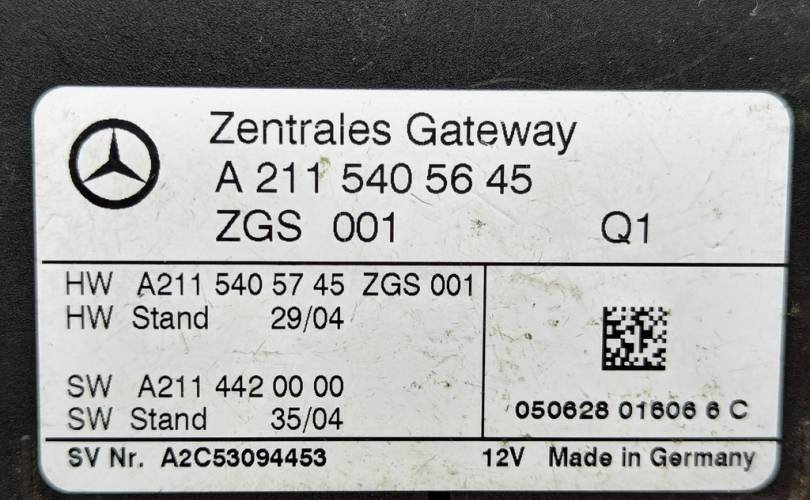 Zentrales Gateway
A 211 540 56 45
ZGS 001 Q1
HW A211 540 57 45 ZGS 001
HW Stand 29/04
SW A211 442 00 00
SW Stand 35/04
050628 01606 6 C
SV Nr. A2C53094453 12V Made in Germany